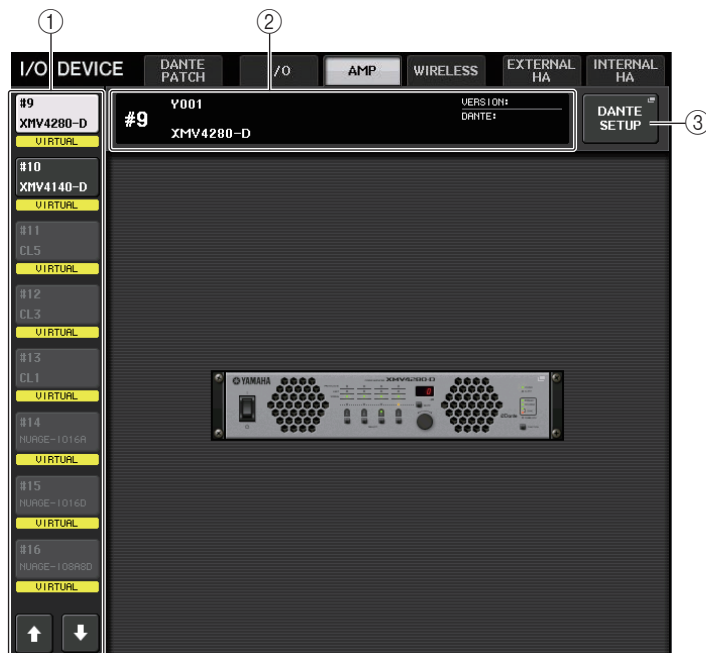 ① ②
I/O DEVICE DANTE PATCH I/O AMP WIRELESS EXTERNAL HA INTERNAL HA
#9
XMV4280-D
VIRTUAL
#10
XMV4140-D
VIRTUAL
#11
CL5
VIRTUAL
#12
CL3
VIRTUAL
#13
CL1
VIRTUAL
#14
NUAGE-1016A
VIRTUAL
#15
NUAGE-1016D
VIRTUAL
#16
NUAGE-108A8D
VIRTUAL
#9
Y001
XMV4280-D
VERSION:
DANTE:
DANTE SETUP
③
YAMAHA
XMV4280-D